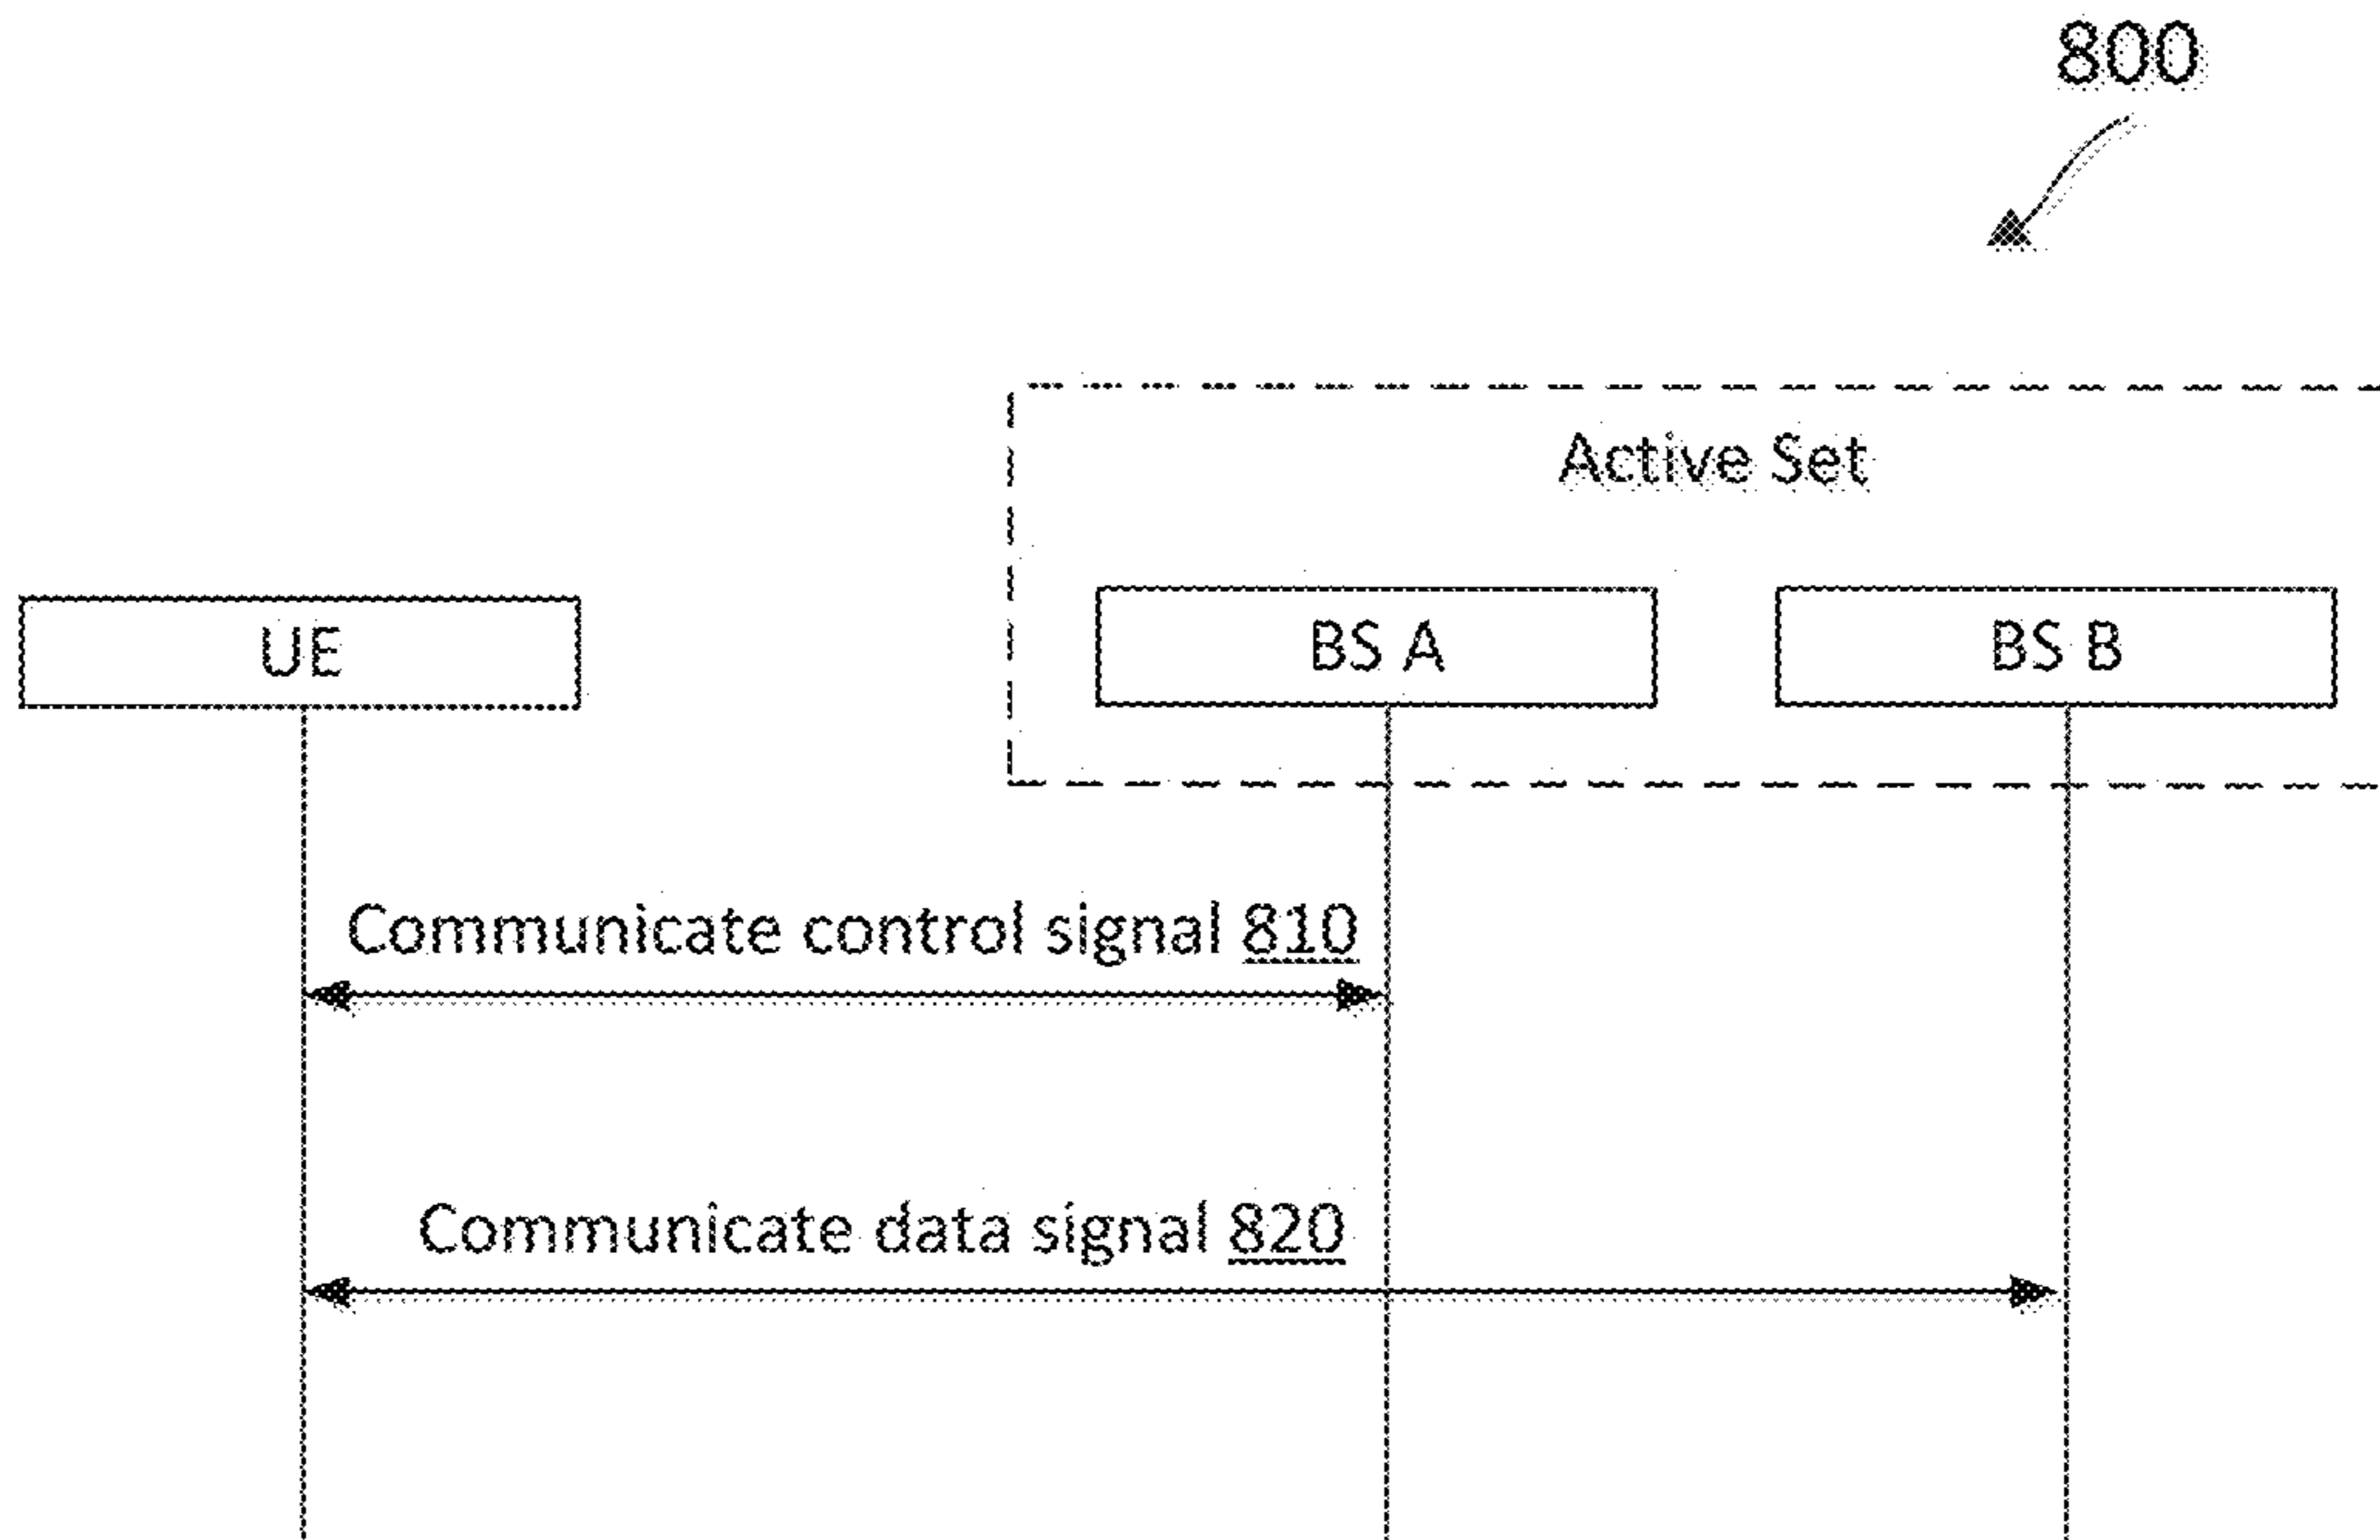 800
Active Set
UE
BS A
BS B
Communicate control signal 810
Communicate data signal 820